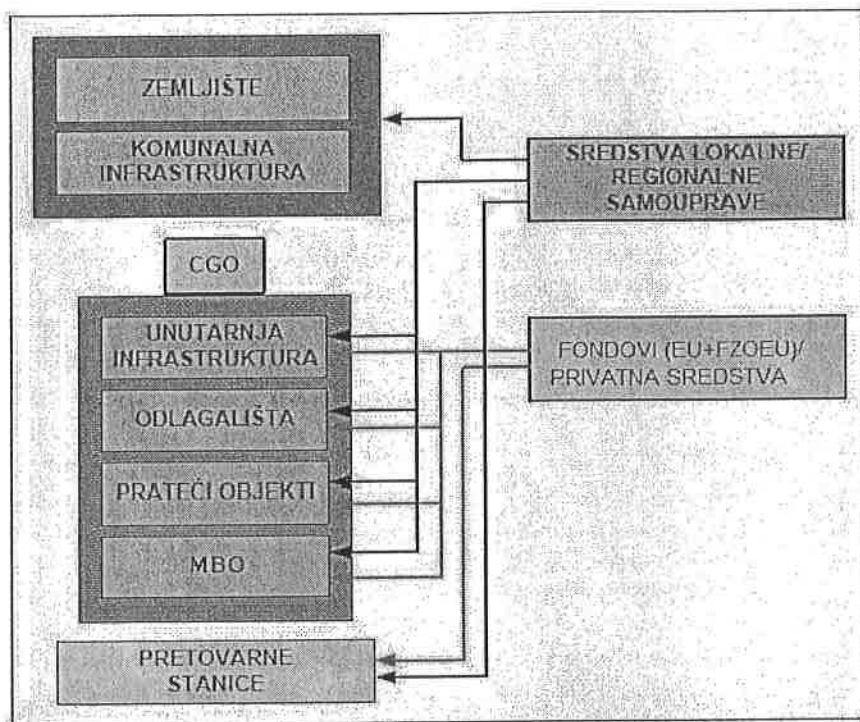 ZEMLJIŠTE
KOMUNALNA
INFRASTRUKTURA
SREDSTVA LOKALNE/
REGIONALNE
SAMOUPRAVE
CGO
UNUTARNJA
INFRASTRUKTURA
ODLAGALIŠTA
PRATEĆI OBJEKTI
MBO
FONDOVI (EU+FZOEU)/
PRIVATNA SREDSTVA
PRETOVARNE
STANICE